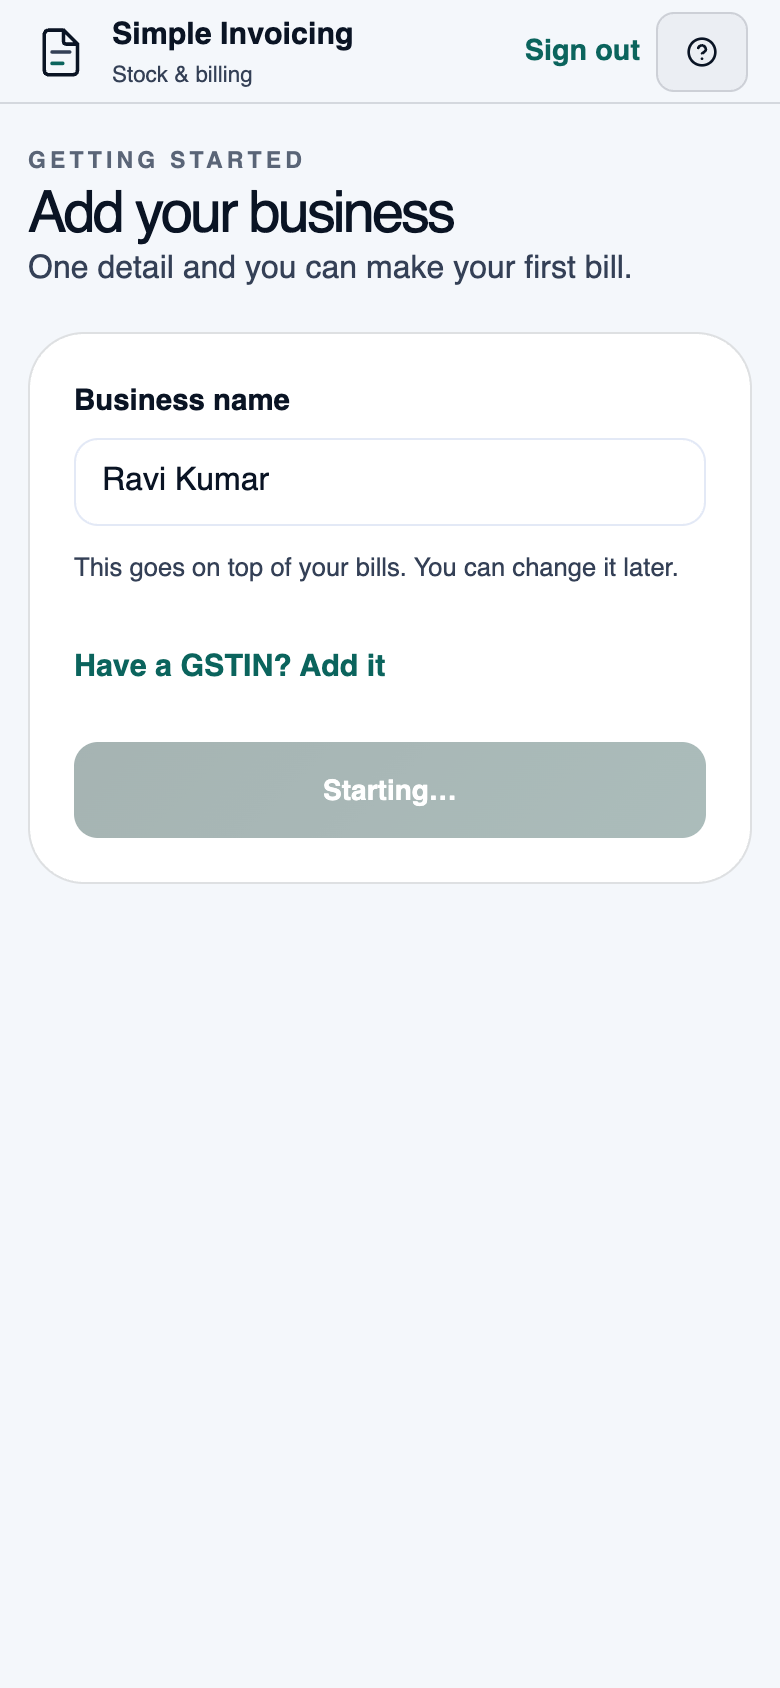 Simple Invoicing
Stock & billing
Sign out
GETTING STARTED
Add your business
One detail and you can make your first bill.
Business name
Ravi Kumar
This goes on top of your bills. You can change it later.
Have a GSTIN? Add it
Starting...